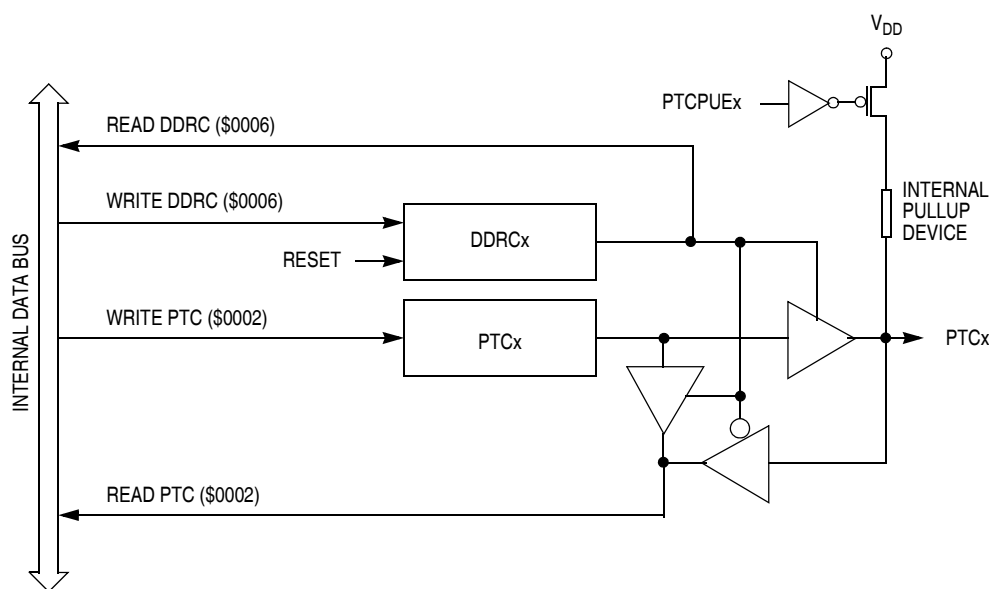 VDD
PTCPUEx
READ DDRC ($0006)
WRITE DDRC ($0006)
INTERNAL
PULLUP
DEVICE
DDRCx
RESET
INTERNAL DATA BUS
WRITE PTC ($0002)
PTCx
PTCx
READ PTC ($0002)